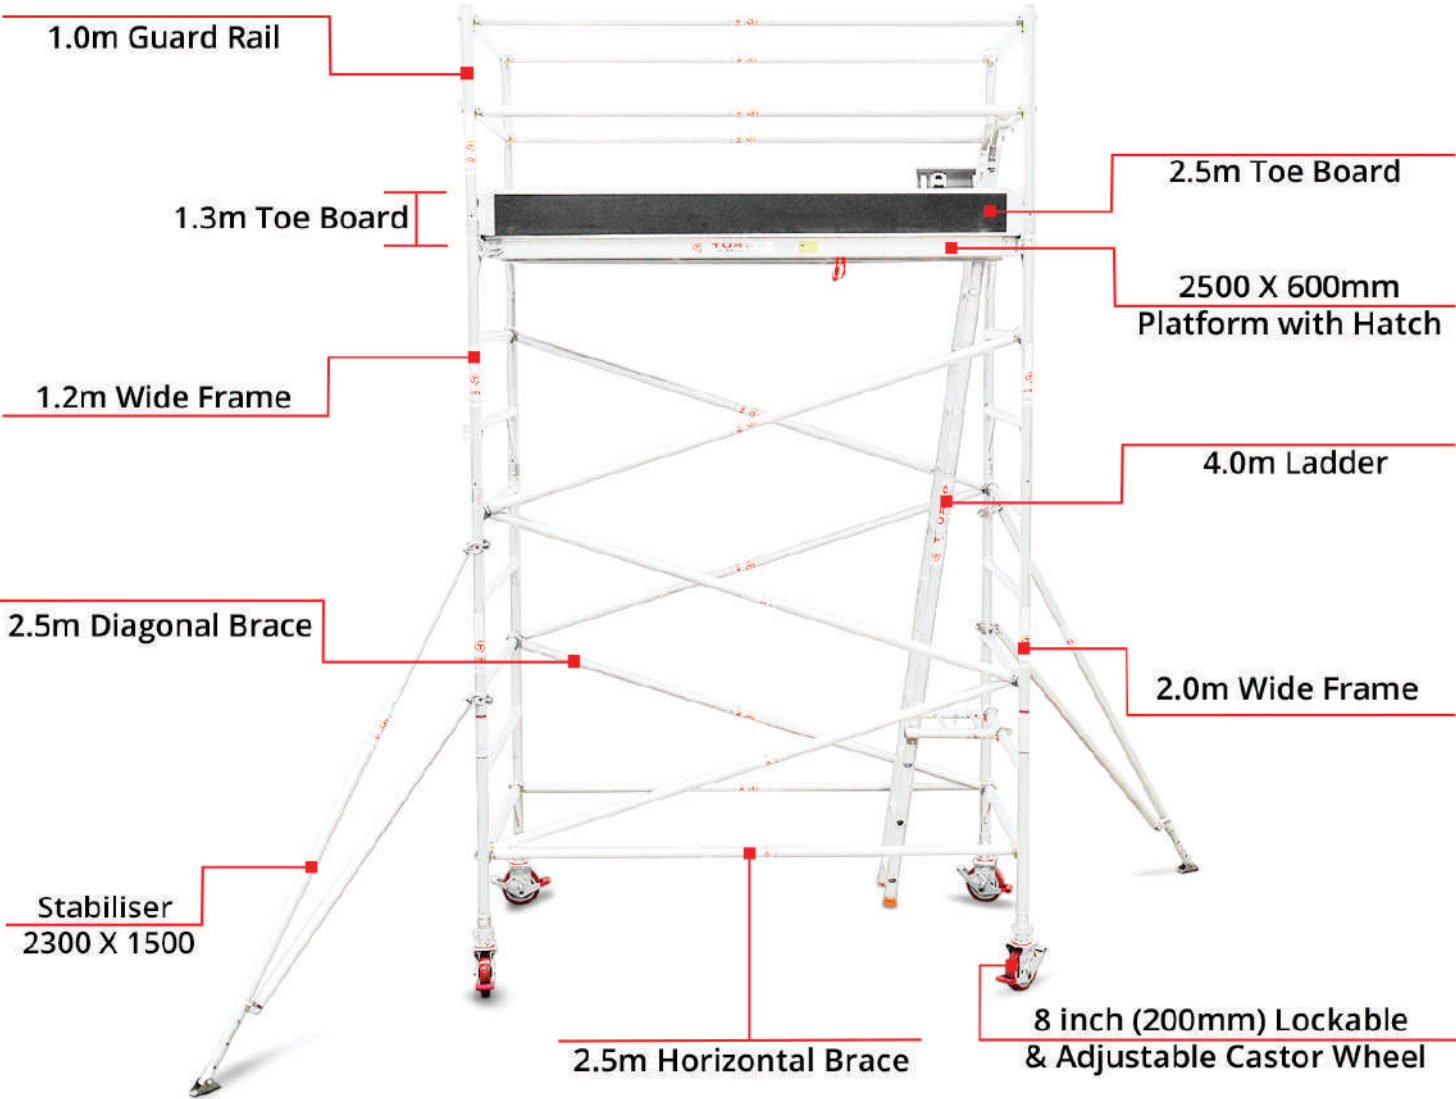 1.0m Guard Rail
2.5m Toe Board
1.3m Toe Board
2500 X 600mm
Platform with Hatch
1.2m Wide Frame
4.0m Ladder
2.5m Diagonal Brace
2.0m Wide Frame
Stabiliser
2300 X 1500
8 inch (200mm) Lockable
& Adjustable Castor Wheel
2.5m Horizontal Brace